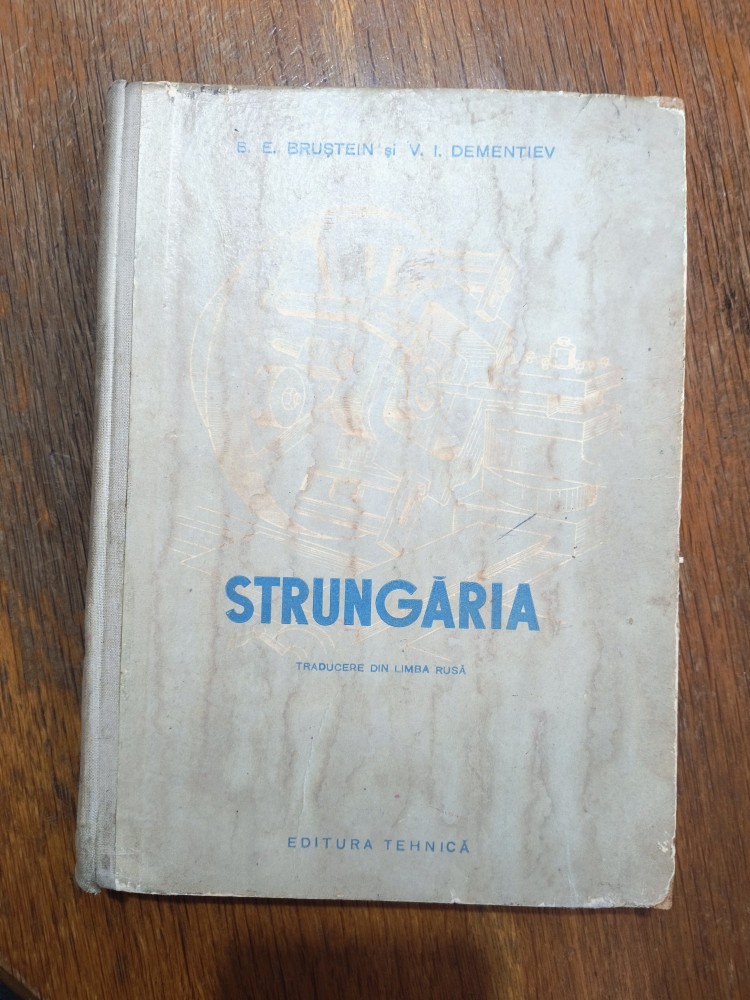 B. E. BRUȘTEIN și V. I. DEMENTIEV
STRUNGĂRIA
TRADUCERE DIN LIMBA RUSĂ
EDITURA TEHNICĂ